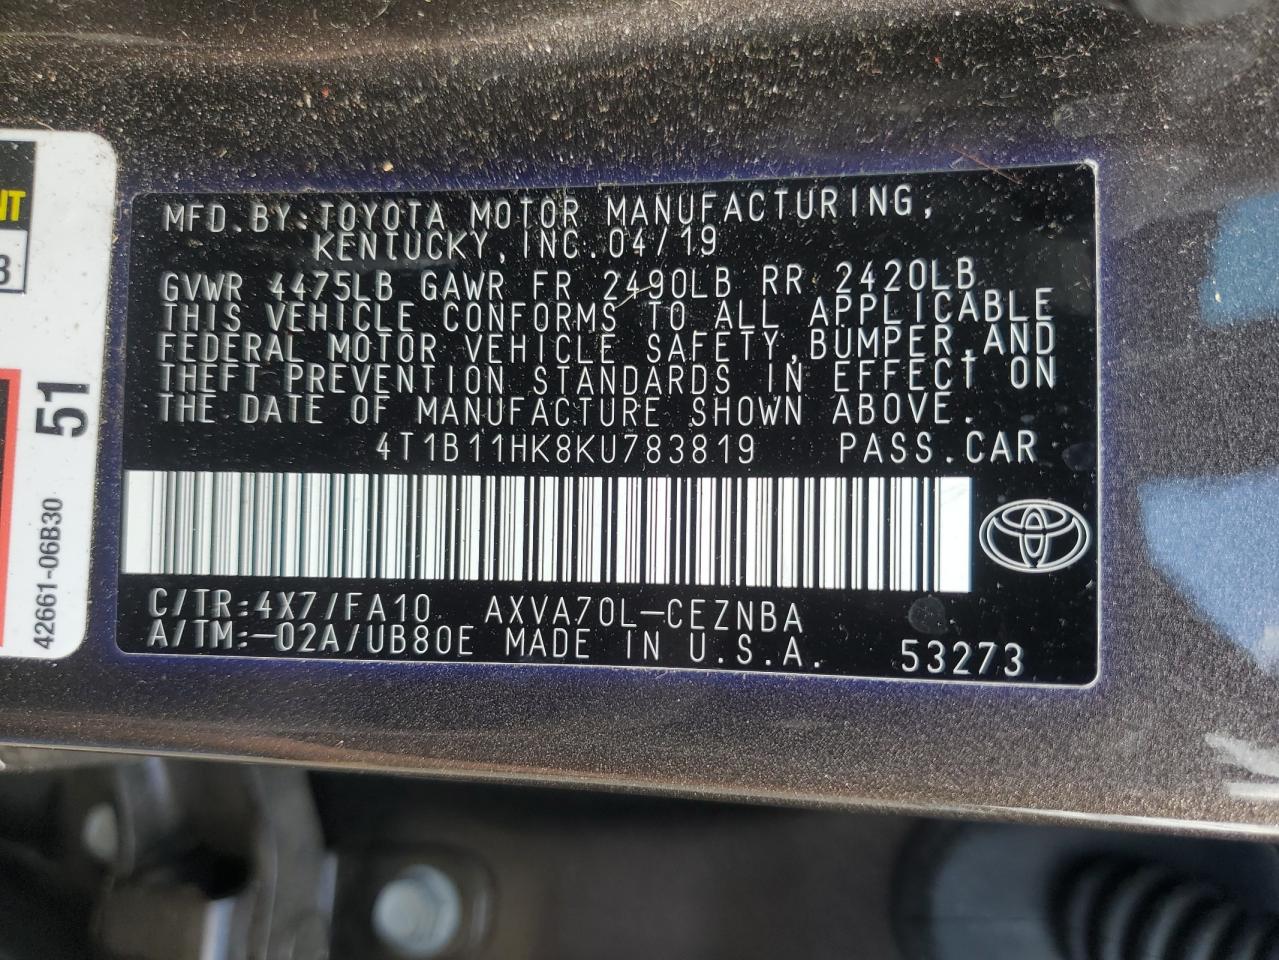 MFD.BY:TOYOTA MOTOR MANUFACTURING,
KENTUCKY,INC.04/19
GVWR 4475LB GAWR FR 2490LB RR 2420LB
THIS VEHICLE CONFORMS TO ALL APPLICABLE
FEDERAL MOTOR VEHICLE SAFETY,BUMPER,AND
THEFT PREVENTION STANDARDS IN EFFECT ON
THE DATE OF MANUFACTURE SHOWN ABOVE.
4T1B11HK8KU783819 PASS.CAR
C/TR:4X7/FA10 AXVA70L-CEZNBA
A/TM:-02A/UB80E MADE IN U.S.A. 53273
NT
3
51
42661-06B30